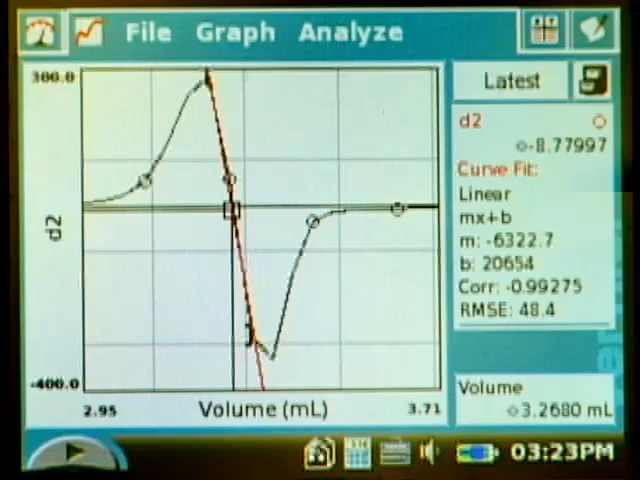 File Graph Analyze
300.0
d2
-400.0
2.95
Volume (mL)
3.71
Latest
d2
-8.77997
Curve Fit:
Linear
mx+b
m: -6322.7
b: 20654
Corr: -0.99275
RMSE: 48.4
Volume
3.2680 mL
03:23PM